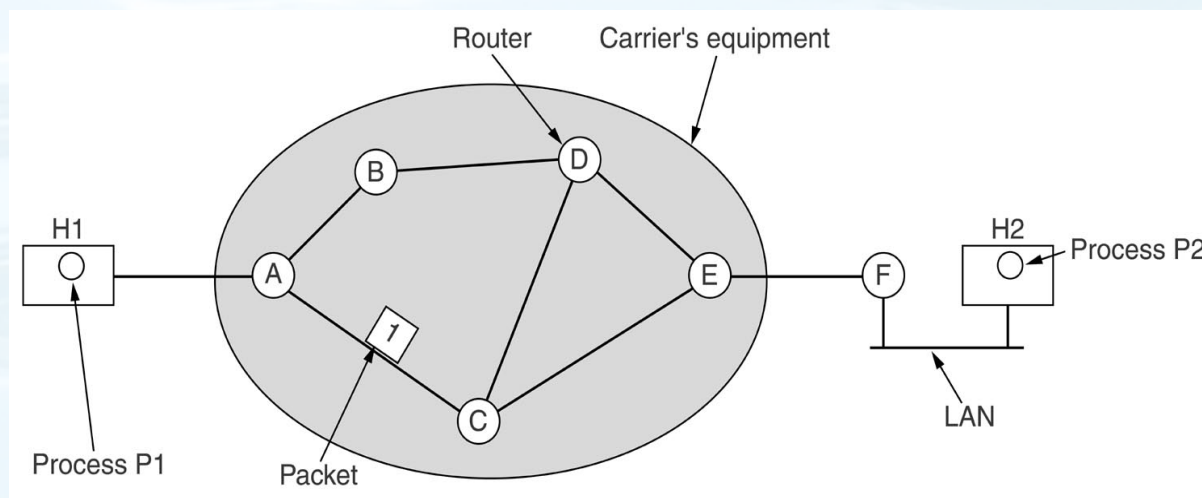 Router
Carrier's equipment
B
D
H1
H2
Process P2
A
E
F
1
C
LAN
Process P1
Packet